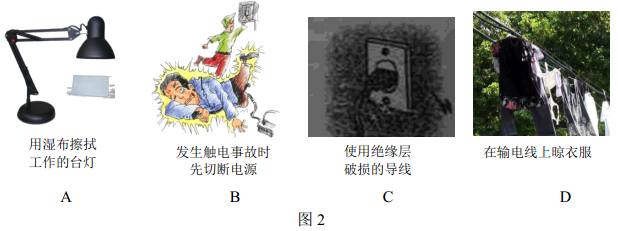 用湿布擦拭
工作的台灯
A
发生触电事故时
先切断电源
B
使用绝缘层
破损的导线
C
在输电线上晾衣服
D
图 2